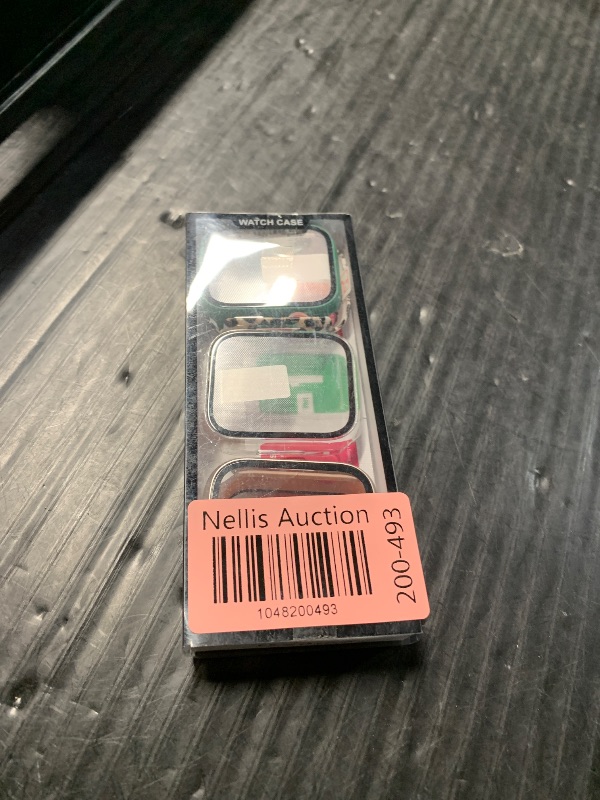 WATCH CASE
Nellis Auction
1048200493
200-493